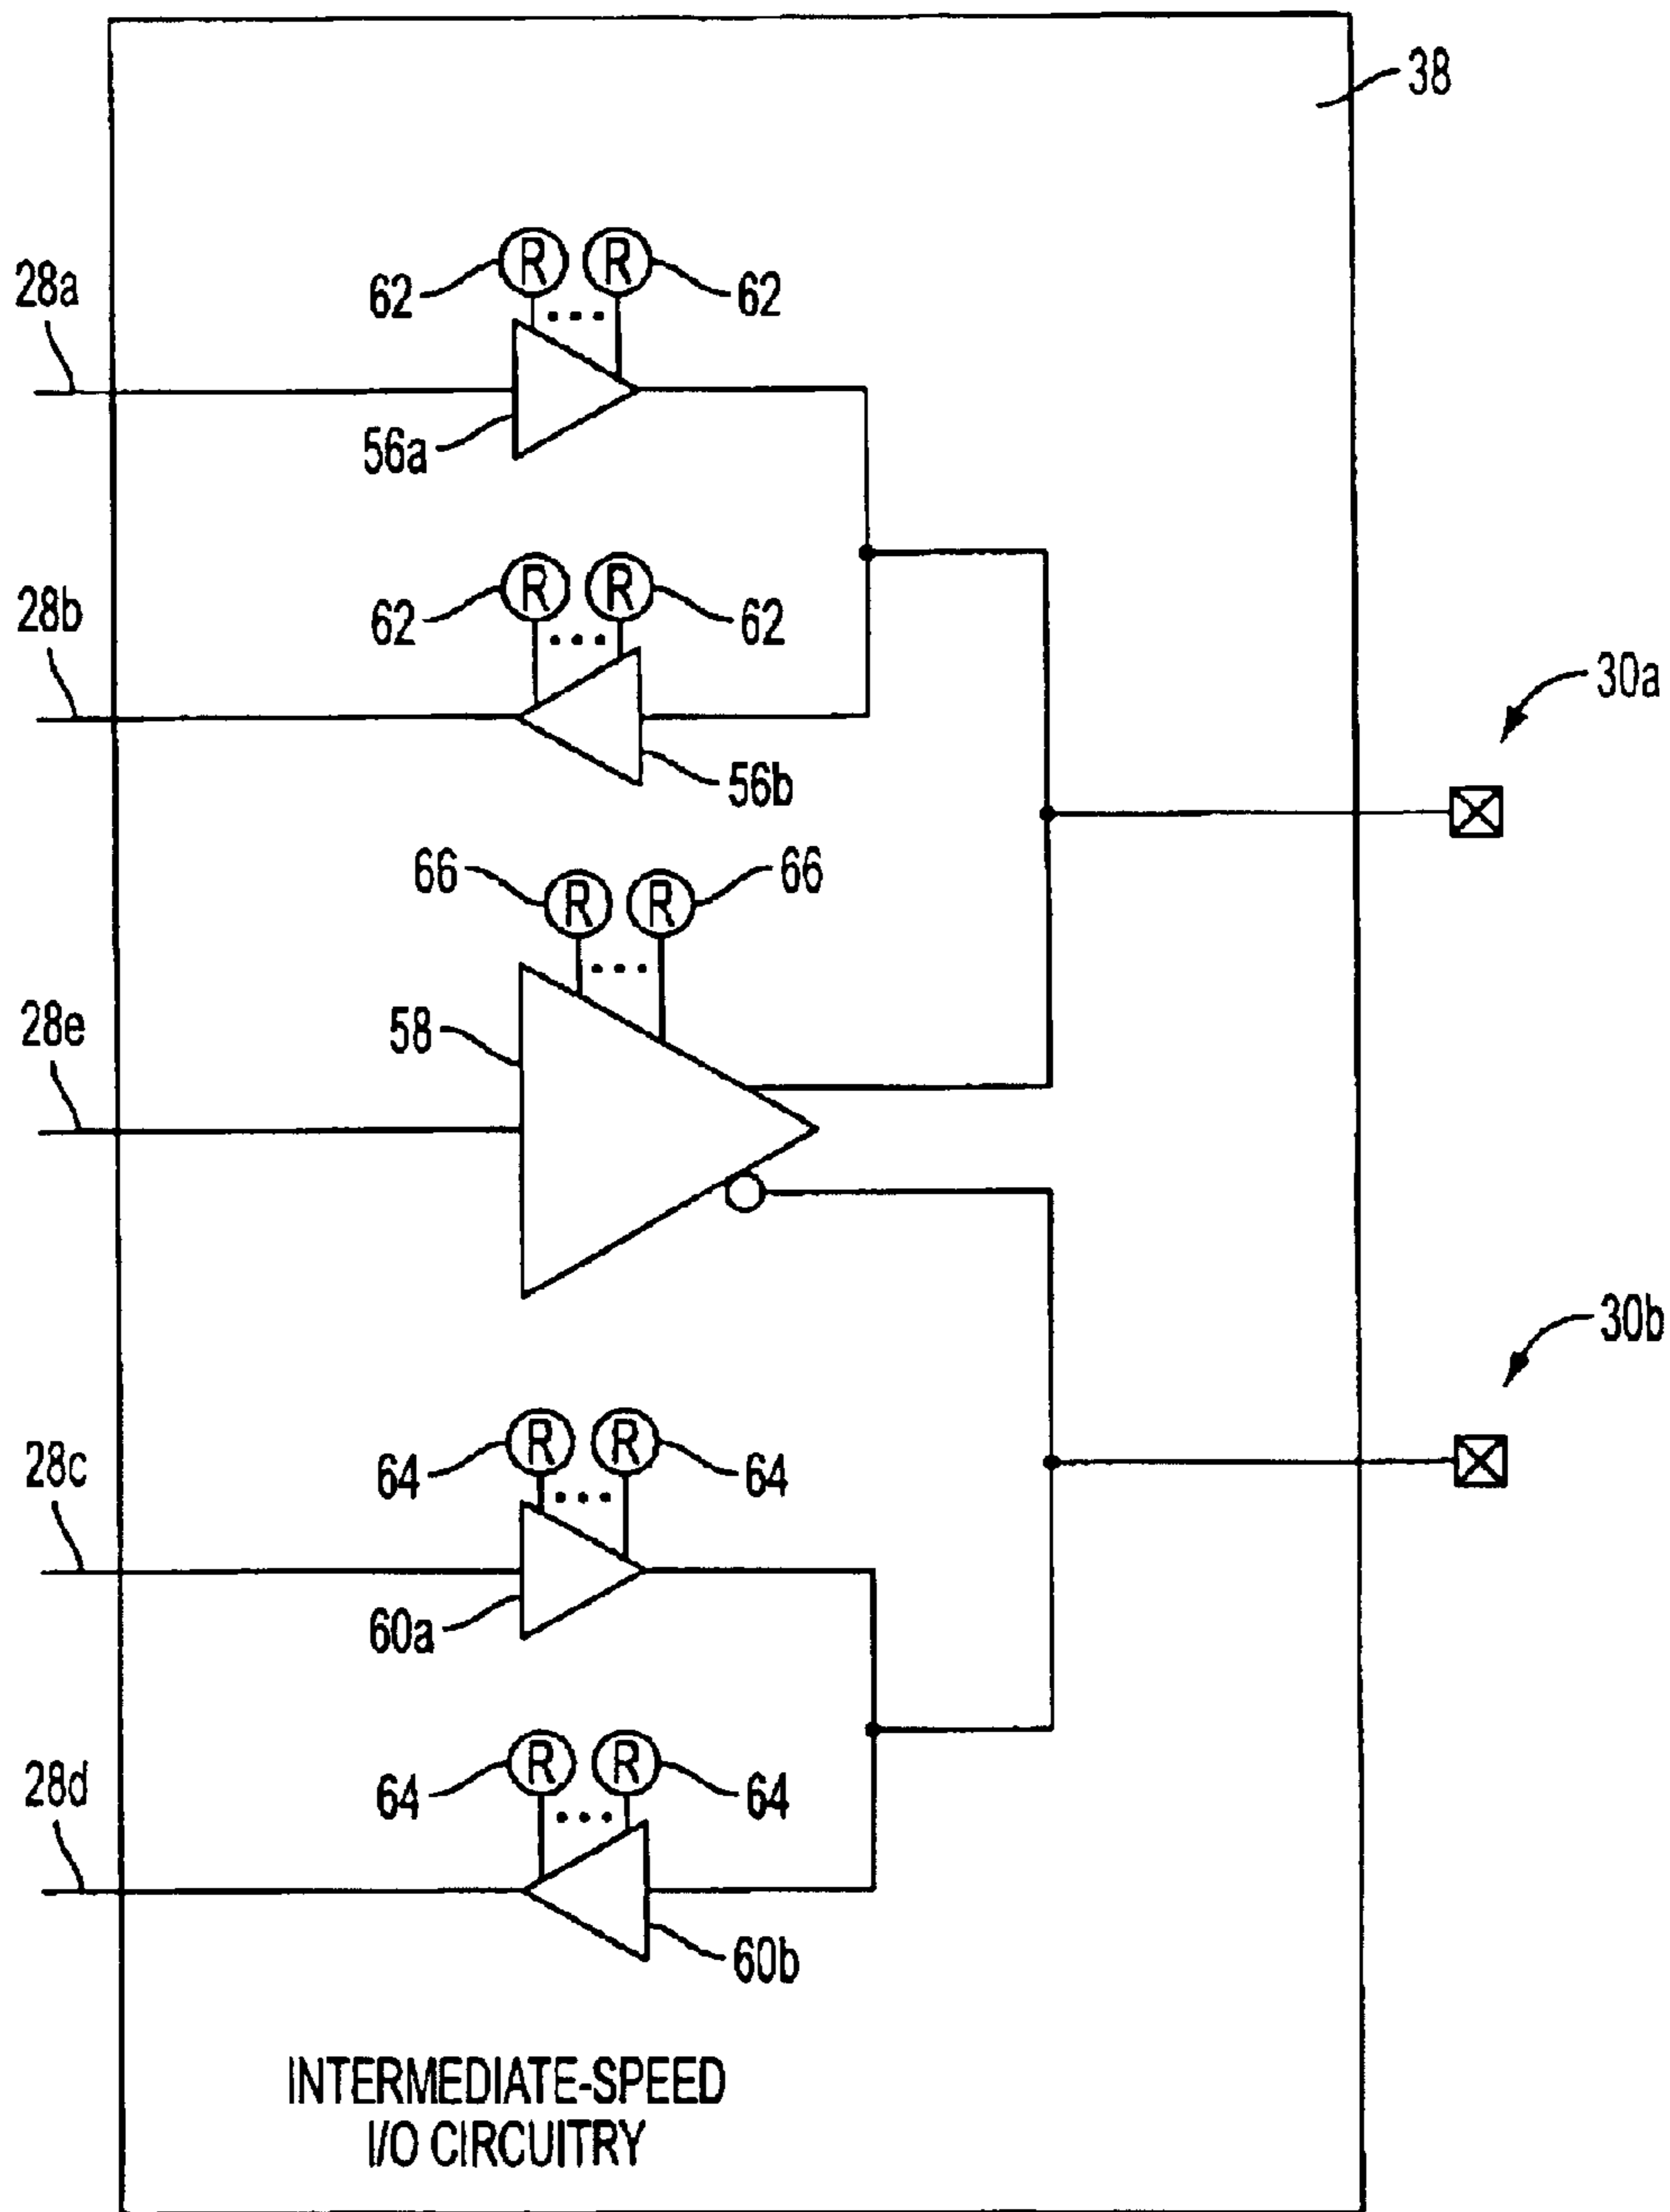 38
R R
62 62
28a
56a
R R
62 62
28b
56b
30a
66 R R 66
58
28e
30b
R R
64 64
28c
60a
R R
64 64
28d
60b
INTERMEDIATE-SPEED
I/O CIRCUITRY